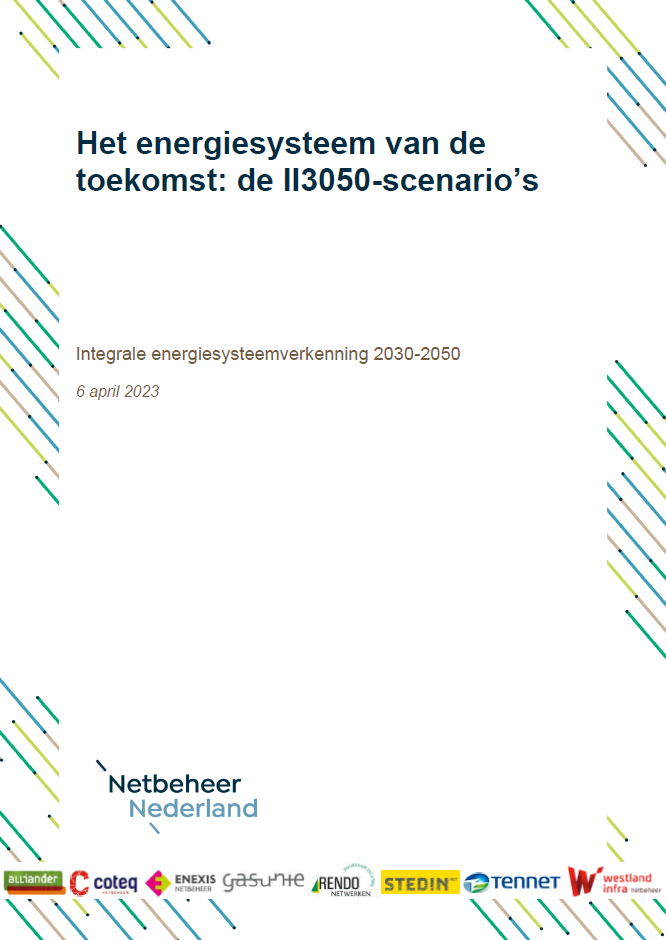 Het energiesysteem van de
toekomst: de II3050-scenario's
Integrale energiesysteemverkenning 2030-2050
6 april 2023
Netbeheer
Nederland
alliander
coteq
NETBEHEER
ENEXIS
NETBEHEER
gasunie
RENDO
NETWERKEN
STEDIN
TENNET
westland
infra netbeheer